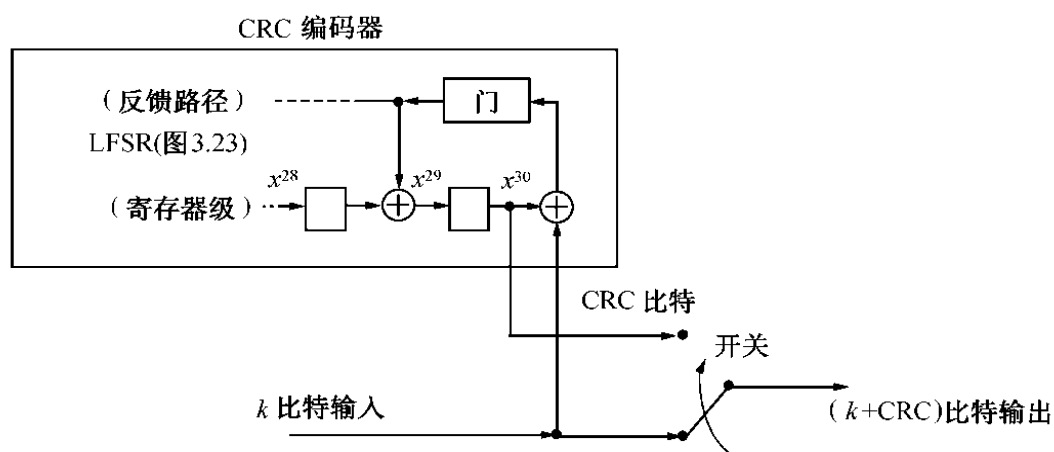 CRC 编码器
（反馈路径）
门
LFSR(图3.23)
x²⁸
x²⁹
x³⁰
（寄存器级）
CRC 比特
开关
k 比特输入
(k+CRC)比特输出